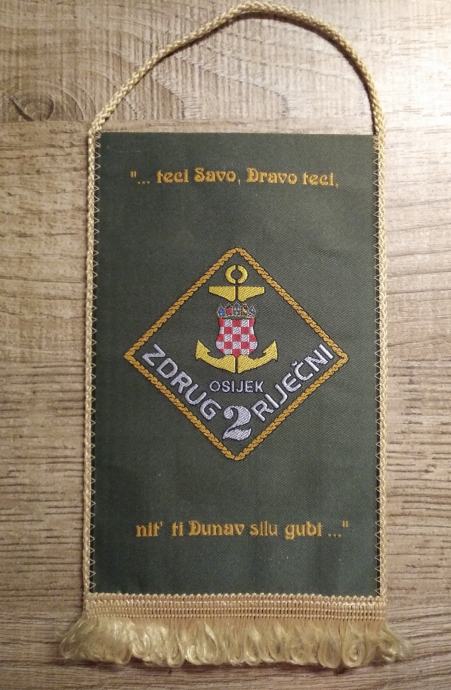 "... teci Savo, Dravo teci,
OSIJEK
ZDRUG 2 RIJEČNI
nit' ti Dunav silu gubi ..."